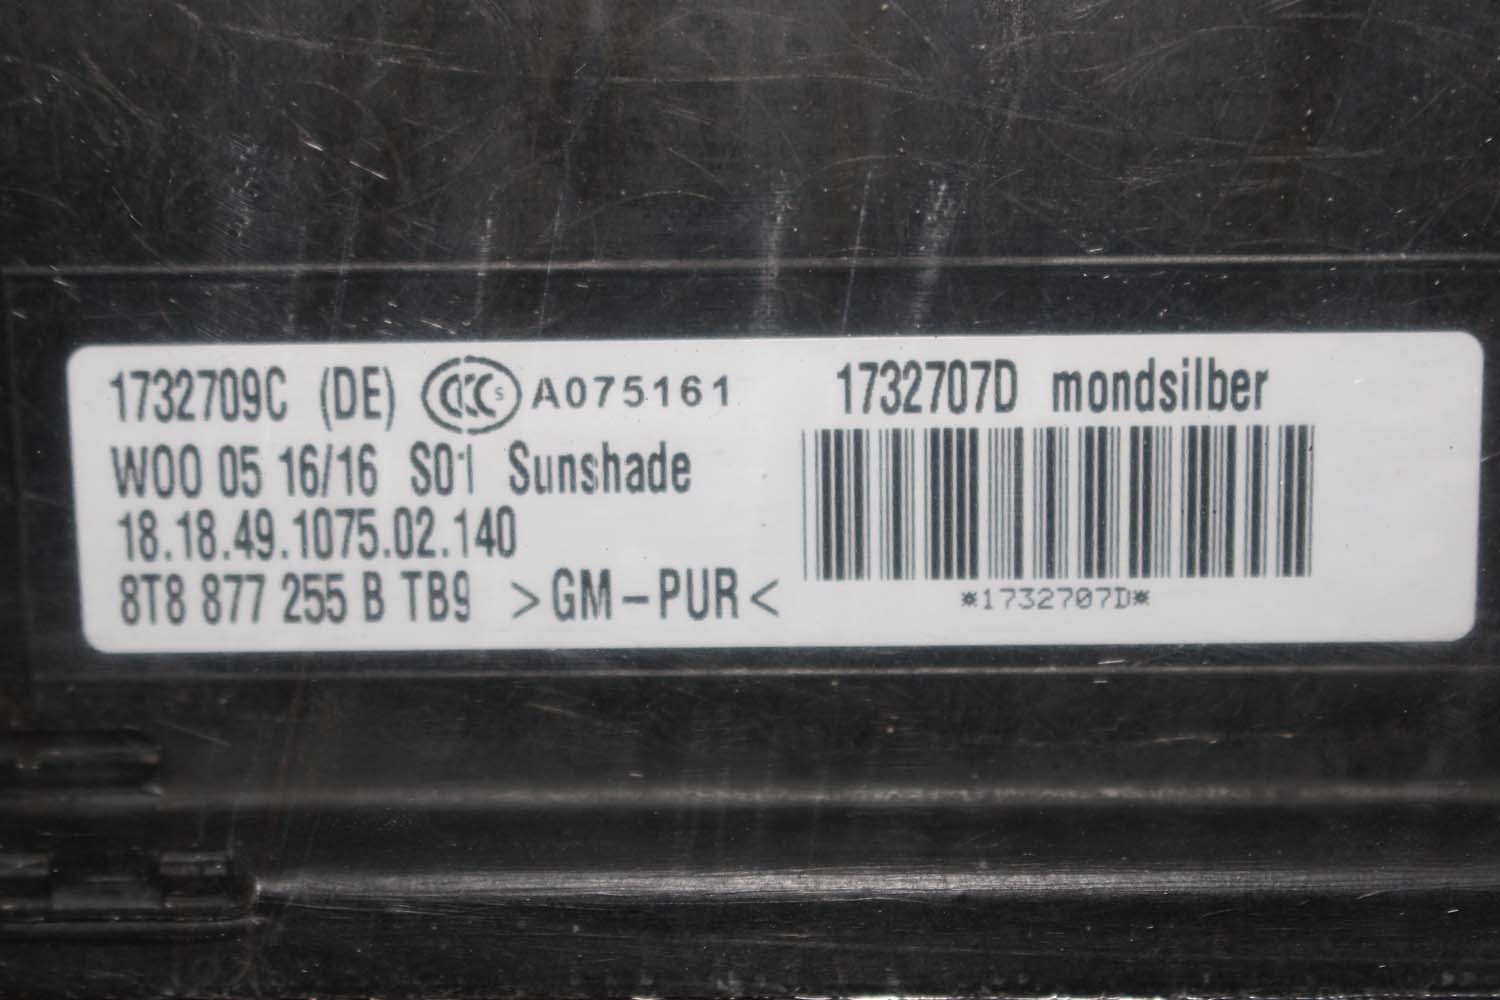 1732709C (DE) CCC S A075161
W00 05 16/16 S01 Sunshade
18.18.49.1075.02.140
8T8 877 255 B TB9 >GM-PUR<
1732707D mondsilber
*1732707D*